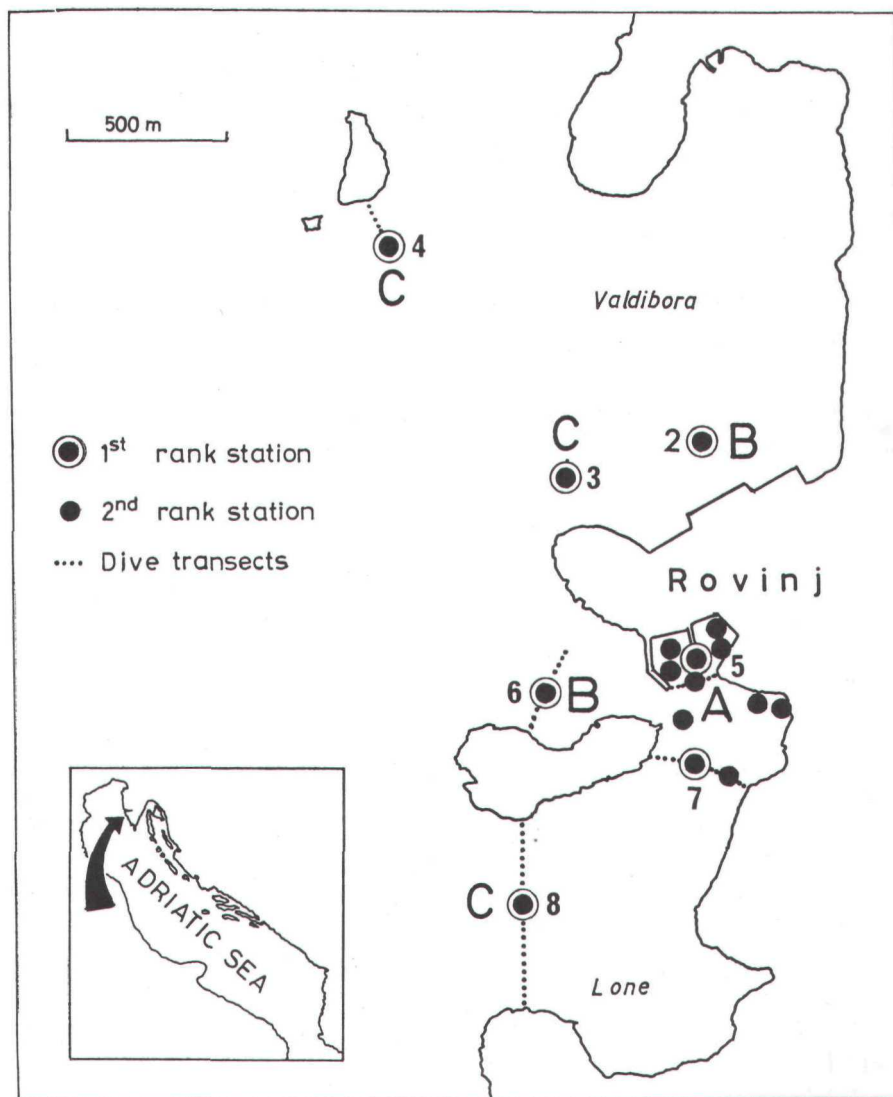 500 m
4
C
Valdibora
1st rank station
2nd rank station
Dive transects
C
3
2 B
Rovinj
5
A
6 B
7
C 8
Lone
ADRIATIC SEA